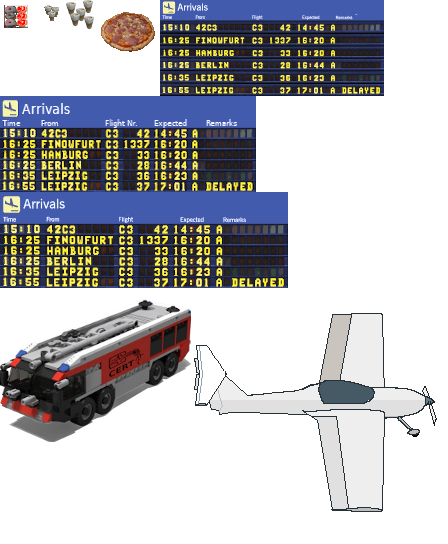 Arrivals
Time From Flight Expected Remarks
15:10 42C3 C3 42 14:45 A
16:25 FINOWFURT C3 1337 16:20 A
16:25 HAMBURG C3 33 16:20 A
16:25 BERLIN C3 28 16:44 A
16:35 LEIPZIG C3 36 16:23 A
16:55 LEIPZIG C3 37 17:01 A DELAYED
Arrivals
Time From Flight Nr. Expected Remarks
15:10 42C3 C3 42 14:45 A
16:25 FINOWFURT C3 1337 16:20 A
16:25 HAMBURG C3 33 16:20 A
16:25 BERLIN C3 28 16:44 A
16:35 LEIPZIG C3 36 16:23 A
16:55 LEIPZIG C3 37 17:01 A DELAYED
Arrivals
Time From Flight Expected Remarks
15:10 42C3 C3 42 14:45 A
16:25 FINOWFURT C3 1337 16:20 A
16:25 HAMBURG C3 33 16:20 A
16:25 BERLIN C3 28 16:44 A
16:35 LEIPZIG C3 36 16:23 A
16:55 LEIPZIG C3 37 17:01 A DELAYED
CERT